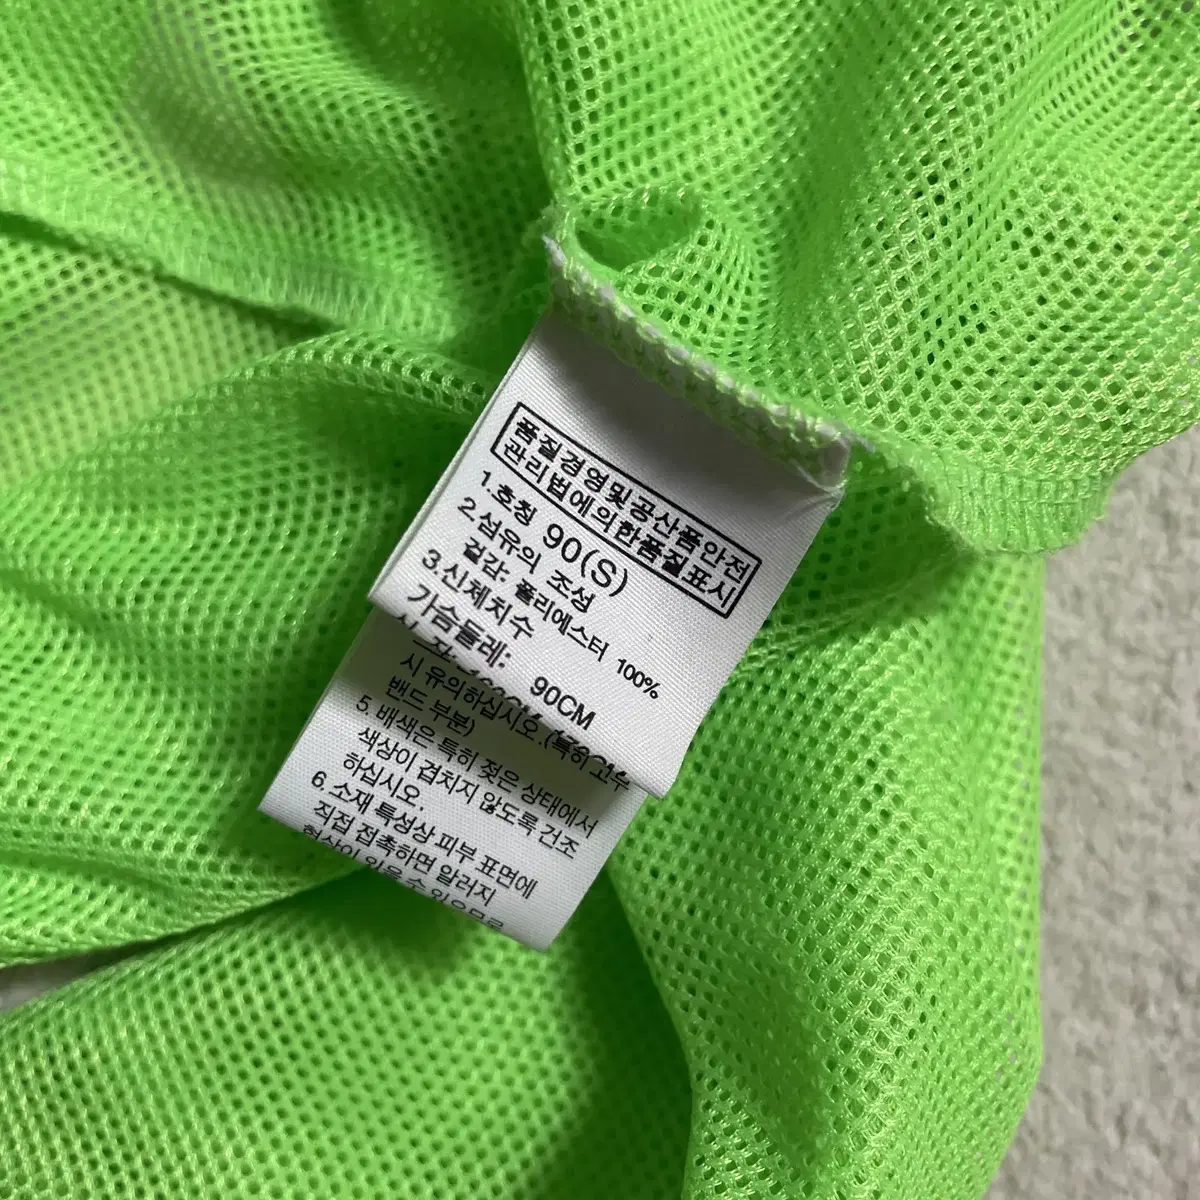 품질경영및공산품안전
관리법에의한품질표시
1.호칭 90(S)
2.섬유의 조성
겉감: 폴리에스터 100%
3.신체치수
가슴둘레: 90CM
시 유의하십시오.(특히 고무
밴드 부분)
5. 배색은 특히 젖은 상태에서
색상이 겹치지 않도록 건조
하십시오.
6. 소재 특성상 피부 표면에
직접 접촉하면 알러지